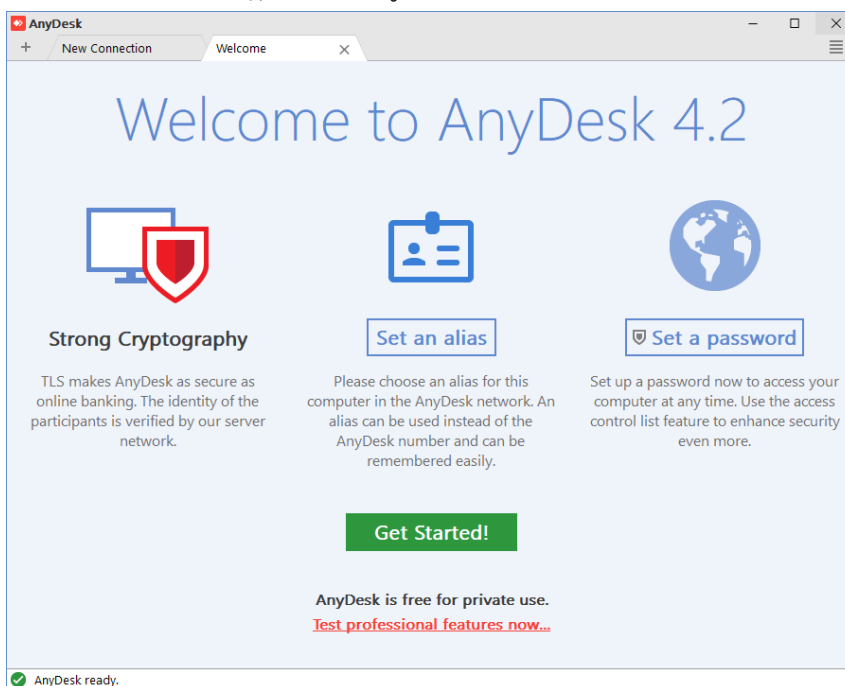 AnyDesk
New Connection
Welcome
Welcome to AnyDesk 4.2
Strong Cryptography
TLS makes AnyDesk as secure as
online banking. The identity of the
participants is verified by our server
network.
Set an alias
Please choose an alias for this
computer in the AnyDesk network. An
alias can be used instead of the
AnyDesk number and can be
remembered easily.
Set a password
Set up a password now to access your
computer at any time. Use the access
control list feature to enhance security
even more.
Get Started!
AnyDesk is free for private use.
Test professional features now...
AnyDesk ready.